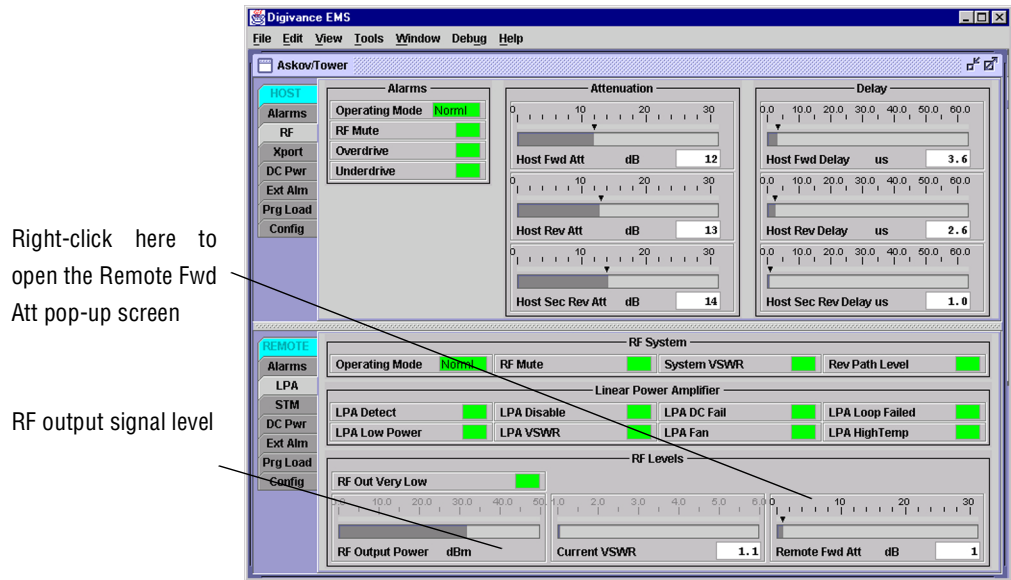 Digivance EMS
File Edit View Tools Window Debug Help
Askov/Tower
HOST
Alarms
RF
Xport
DC Pwr
Ext Alm
Prg Load
Config
Alarms
Operating Mode Norml
RF Mute
Overdrive
Underdrive
Attenuation
0 10 20 30
Host Fwd Att dB 12
0 10 20 30
Host Rev Att dB 13
0 10 20 30
Host Sec Rev Att dB 14
Delay
0.0 10.0 20.0 30.0 40.0 50.0 60.0
Host Fwd Delay us 3.6
0.0 10.0 20.0 30.0 40.0 50.0 60.0
Host Rev Delay us 2.6
0.0 10.0 20.0 30.0 40.0 50.0 60.0
Host Sec Rev Delay us 1.0
Right-click here to
open the Remote Fwd
Att pop-up screen
RF output signal level
REMOTE
Alarms
LPA
STM
DC Pwr
Ext Alm
Prg Load
Config
RF System
Operating Mode Norml RF Mute System VSWR Rev Path Level
Linear Power Amplifier
LPA Detect LPA Disable LPA DC Fail LPA Loop Failed
LPA Low Power LPA VSWR LPA Fan LPA HighTemp
RF Levels
RF Out Very Low
0.0 10.0 20.0 30.0 40.0 50.
RF Output Power dBm
1.0 2.0 3.0 4.0 5.0 6.0
Current VSWR 1.1
0 10 20 30
Remote Fwd Att dB 1